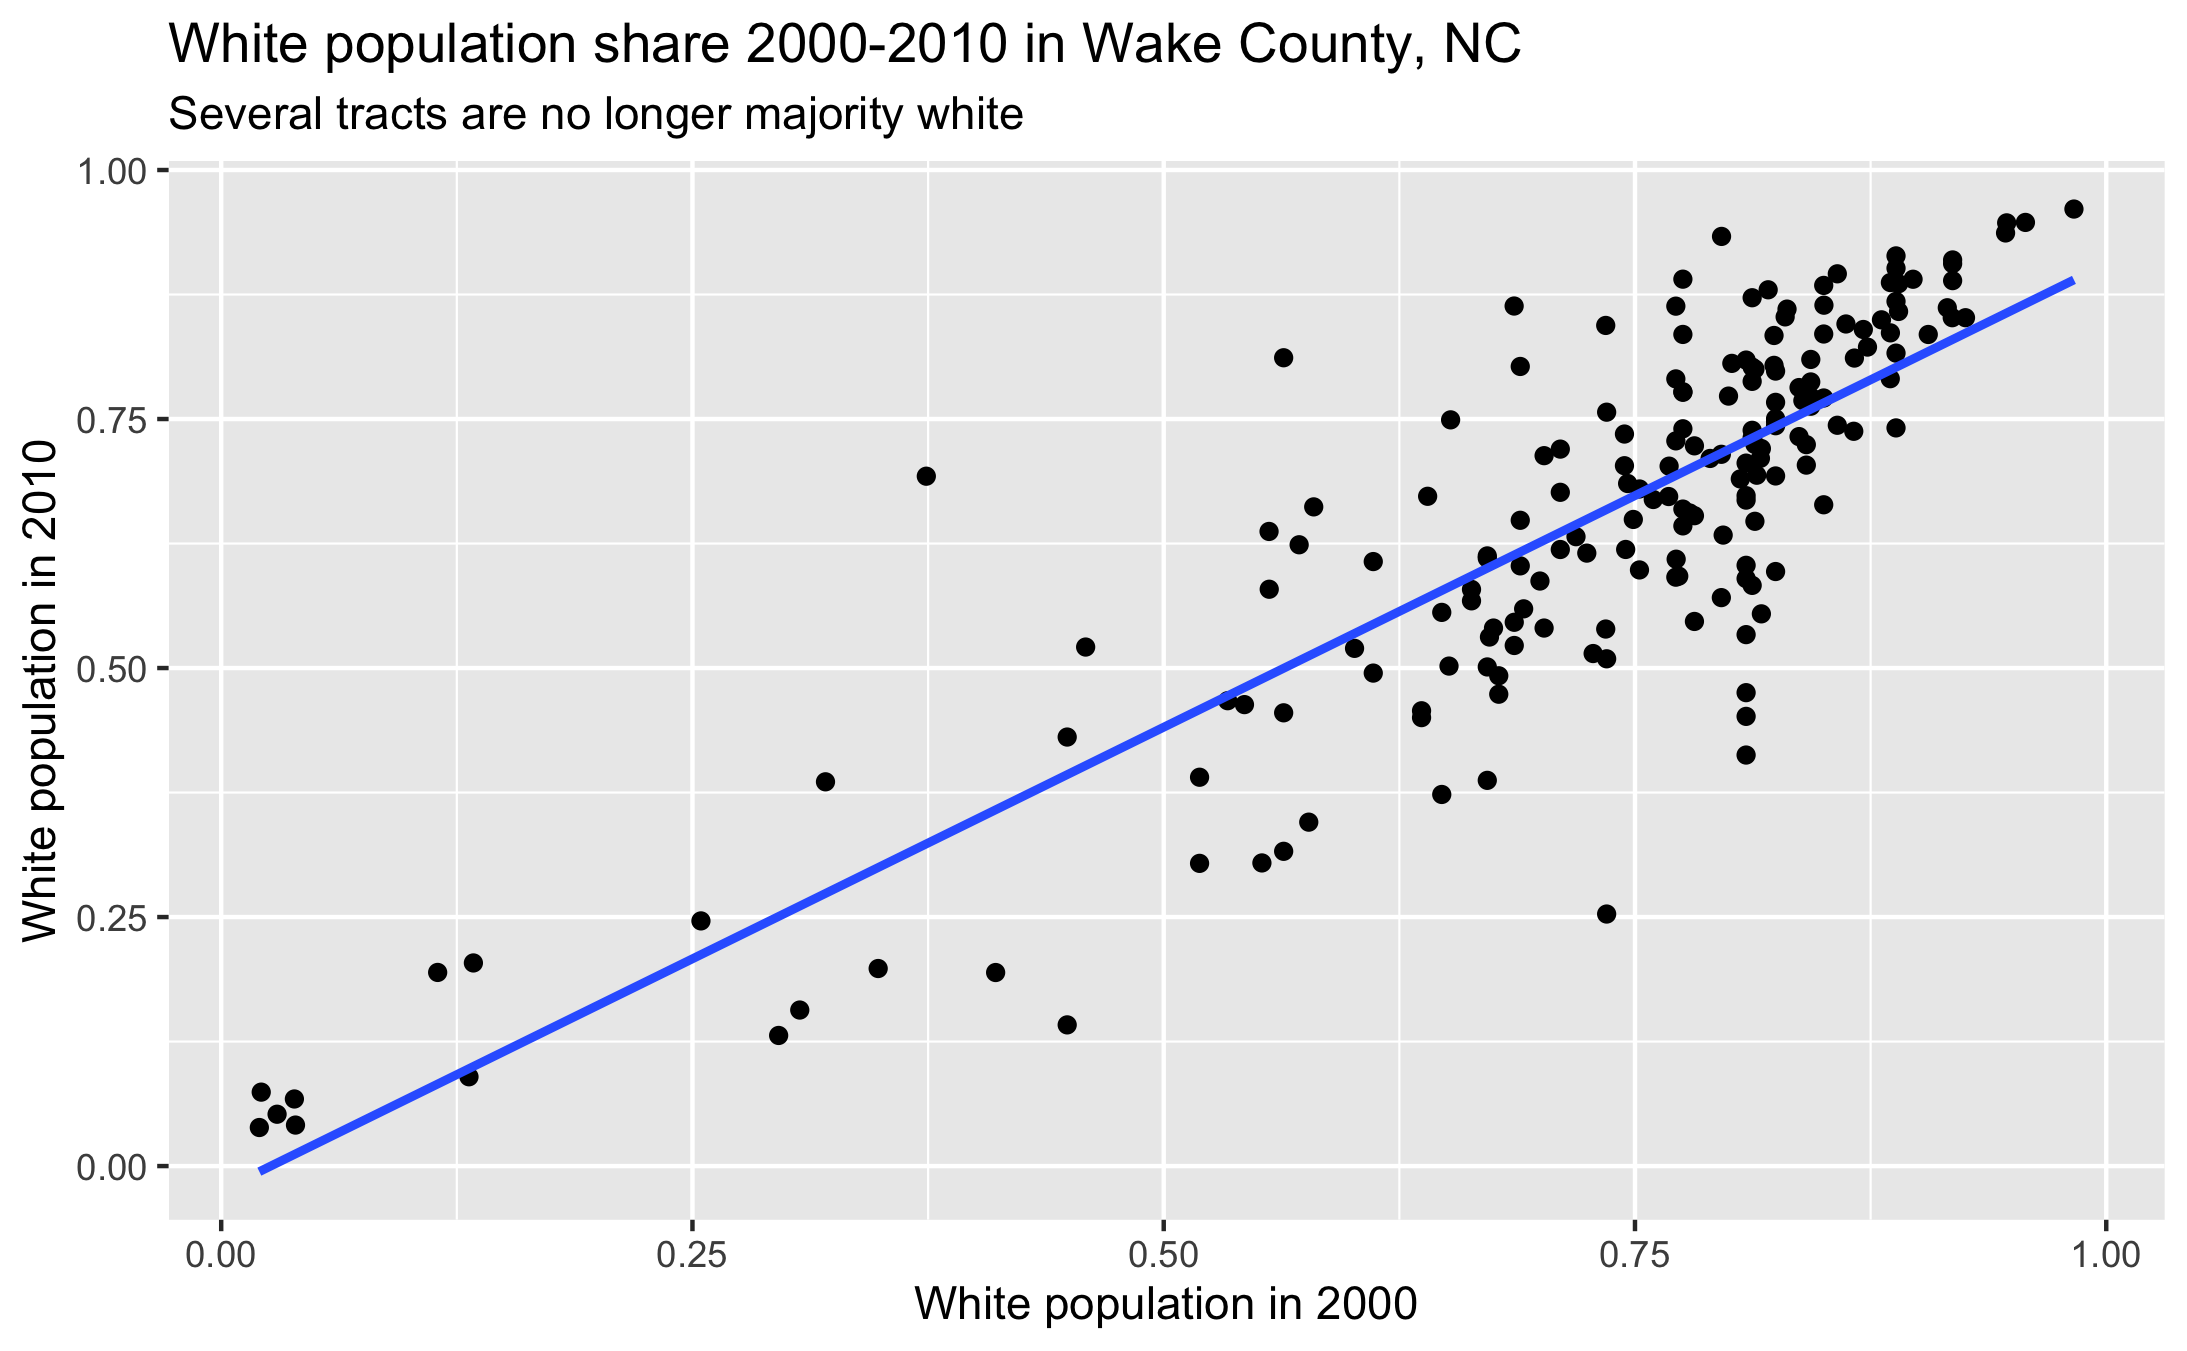 White population share 2000-2010 in Wake County, NC
Several tracts are no longer majority white
White population in 2010
1.00
0.75
0.50
0.25
0.00
0.00 0.25 0.50 0.75 1.00
White population in 2000